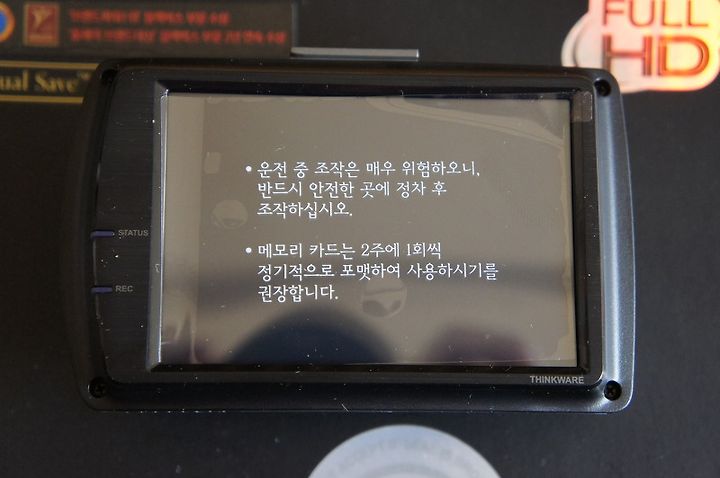 FULL
HD
ual Save™
• 운전 중 조작은 매우 위험하오니,
반드시 안전한 곳에 정차 후
조작하십시오.
• 메모리 카드는 2주에 1회씩
정기적으로 포맷하여 사용하시기를
권장합니다.
STATUS
REC
THINKWARE